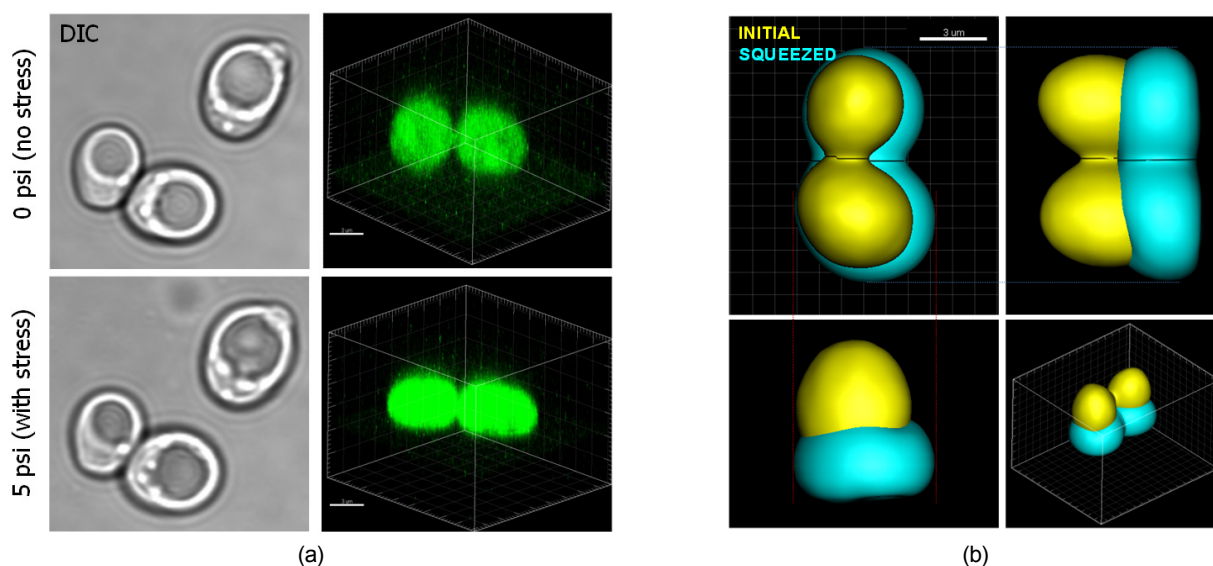 DIC
0 psi (no stress)
5 psi (with stress)
(a)
INITIAL
SQUEEZED
3 um
(b)